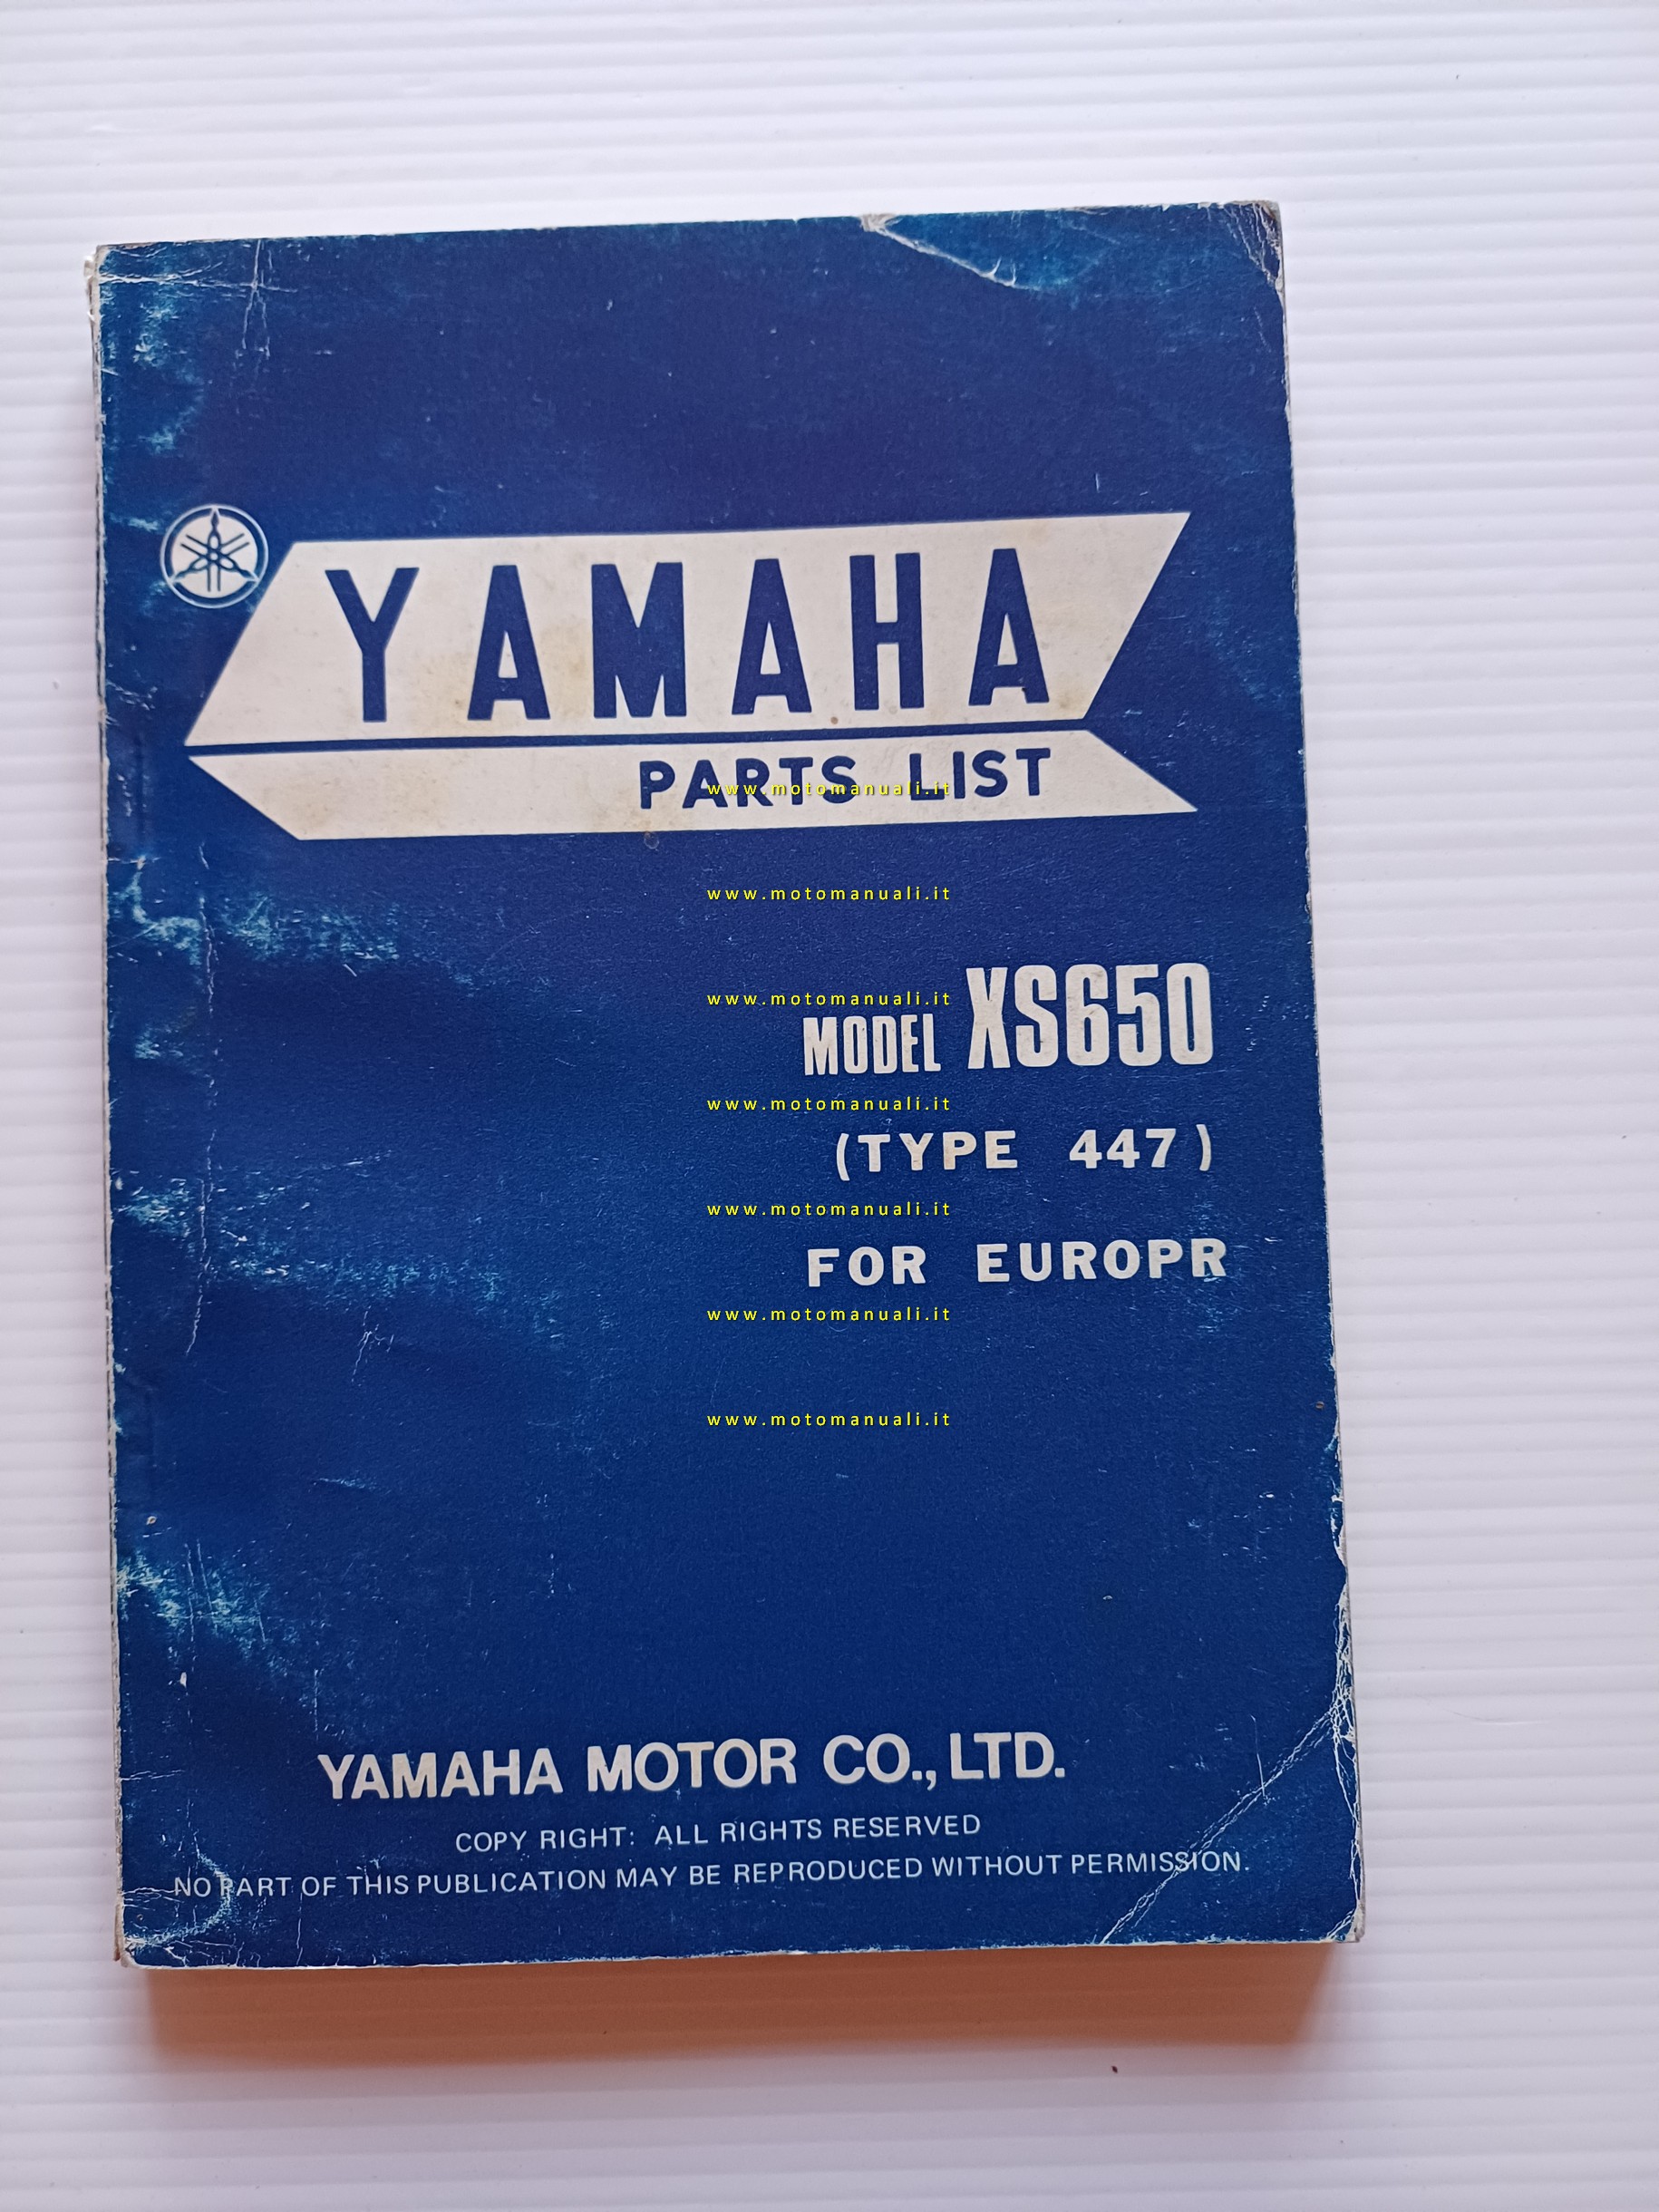 YAMAHA
PARTS LIST
www.motomanuali.it
www.motomanuali.it
www.motomanuali.it
MODEL XS650
www.motomanuali.it
(TYPE 447)
www.motomanuali.it
FOR EUROPR
www.motomanuali.it
www.motomanuali.it
YAMAHA MOTOR CO., LTD.
COPY RIGHT: ALL RIGHTS RESERVED
NO PART OF THIS PUBLICATION MAY BE REPRODUCED WITHOUT PERMISSION.